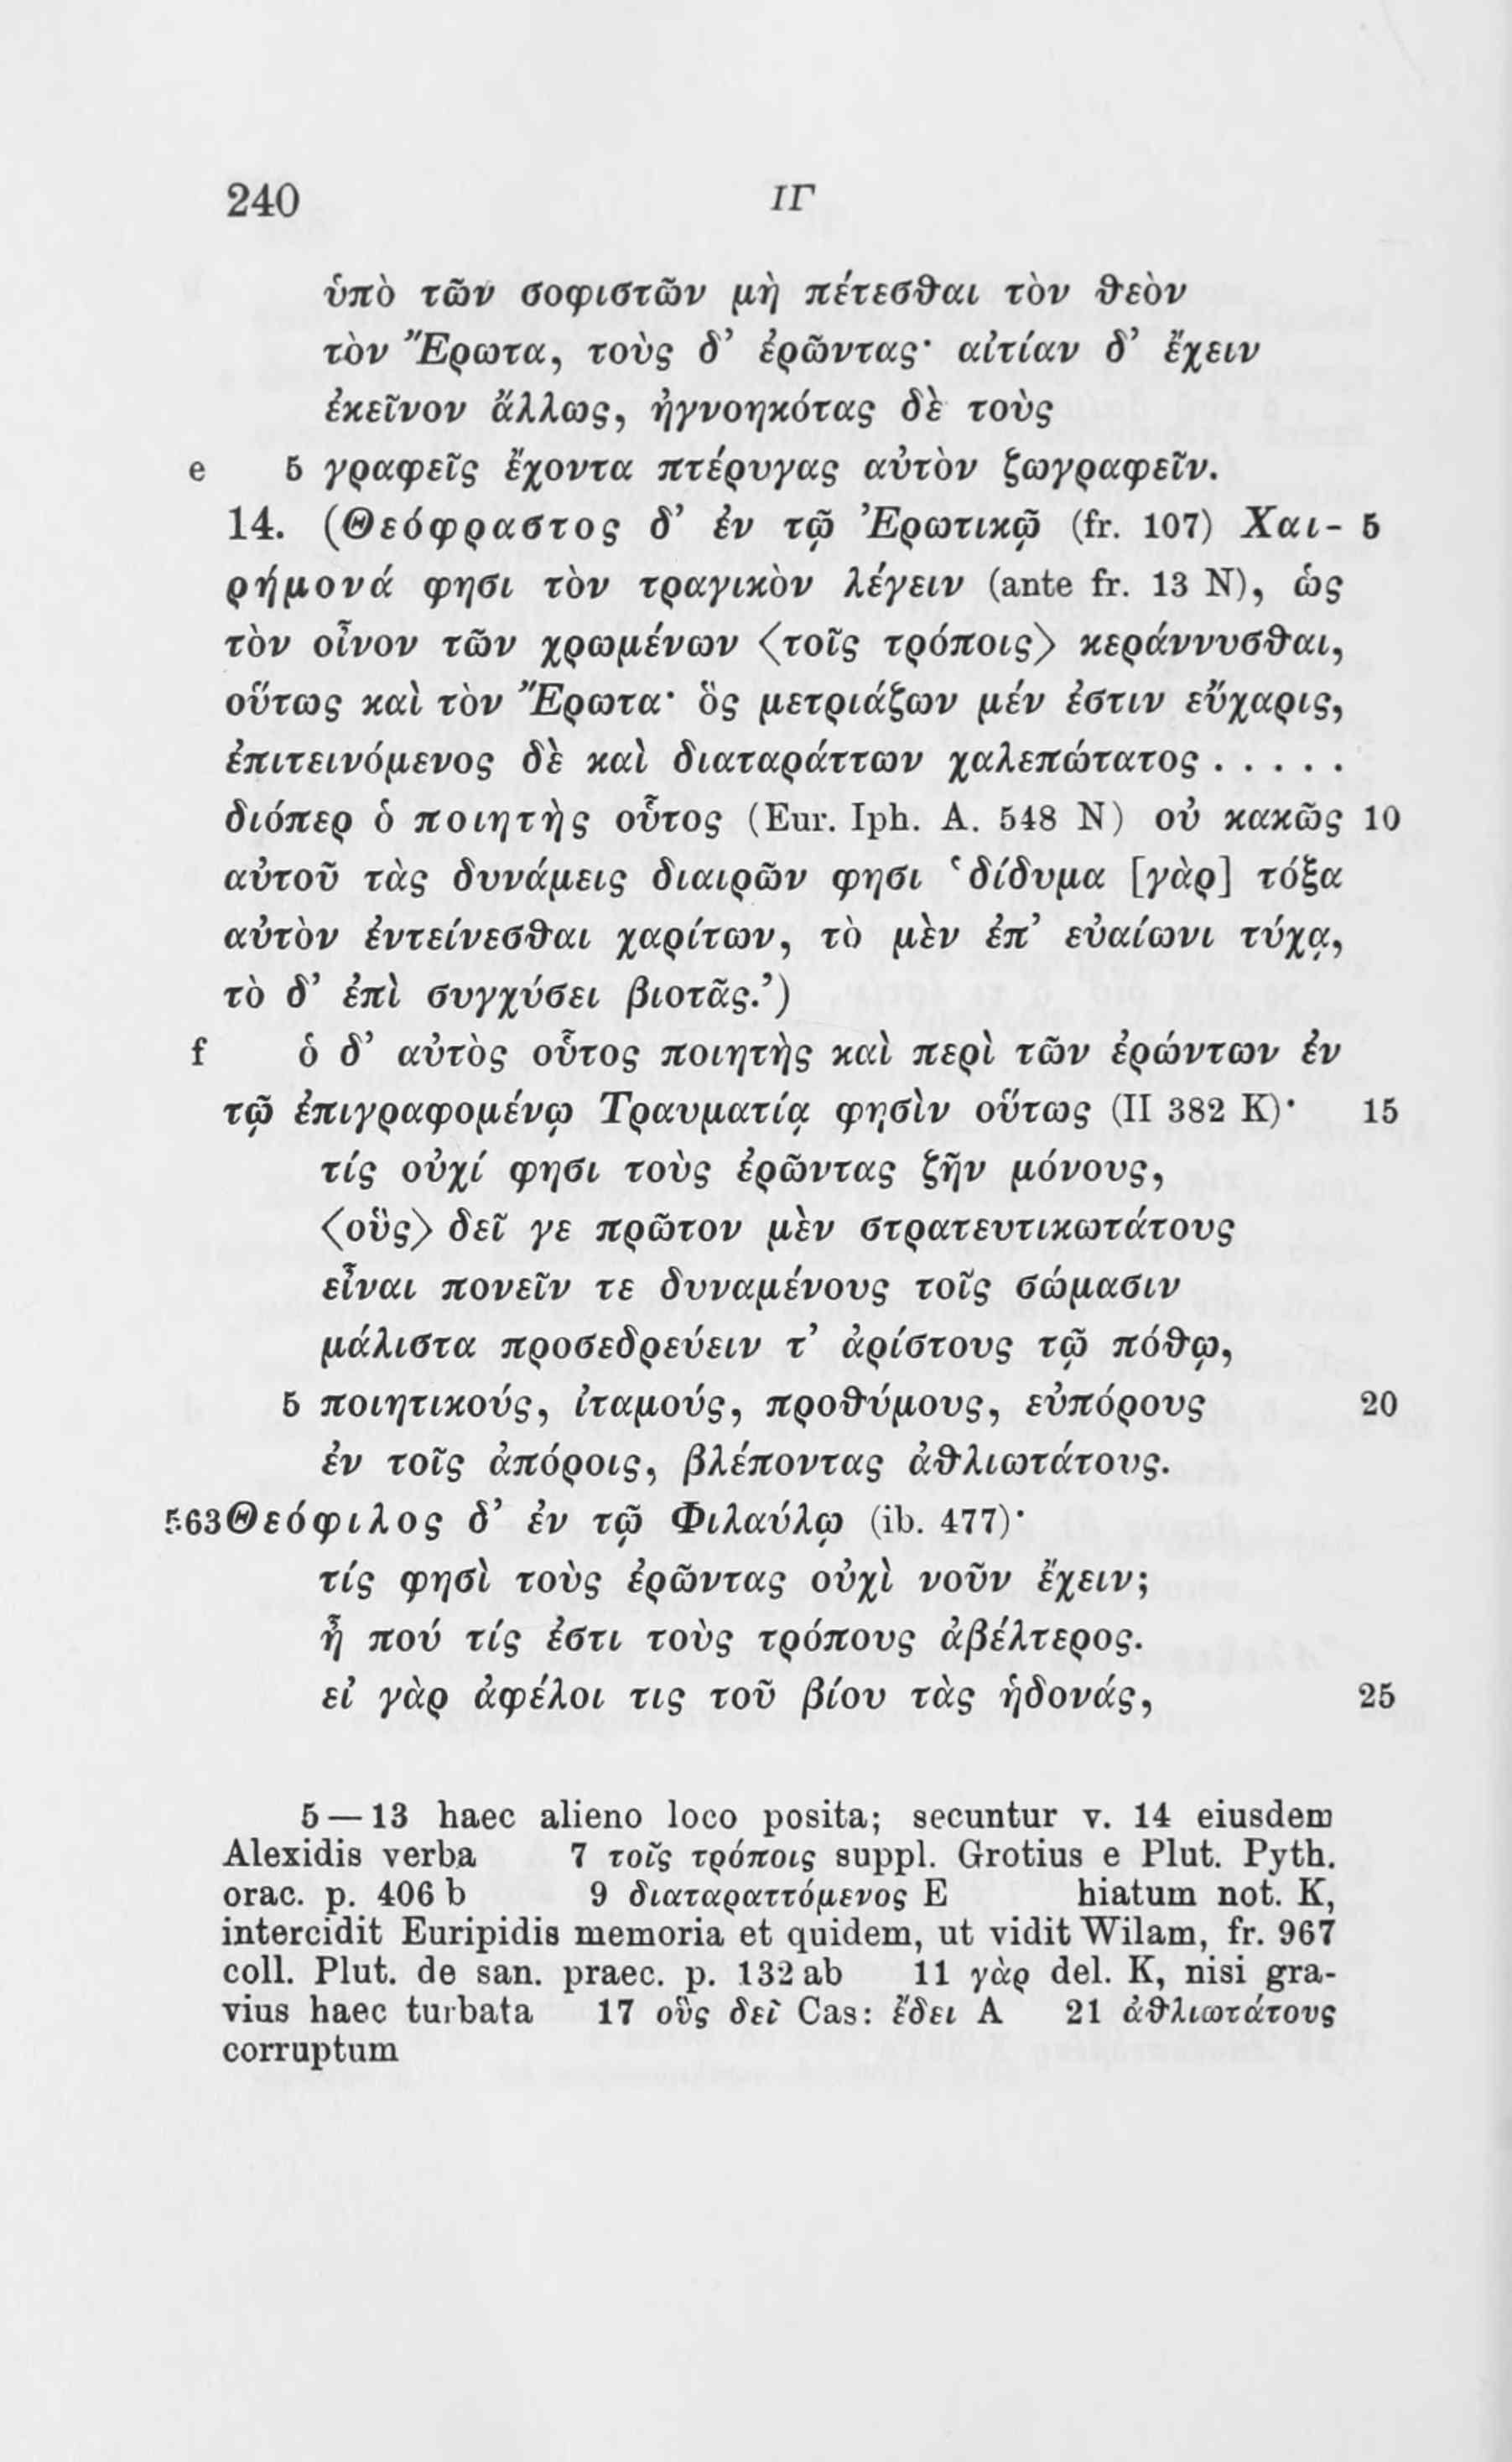 240 ΙΓ
ὑπὸ τῶν σοφιστῶν μὴ πέτεσθαι τὸν θεὸν
τὸν Ἔρωτα, τοὺς δ’ ἐρῶντας· αἰτίαν δ’ ἔχειν
ἐκεῖνον ἄλλως, ἠγνοηκότας δὲ τοὺς
e 5 γραφεῖς ἔχοντα πτέρυγας αὐτὸν ζωγραφεῖν.
14. (Θεόφραστος δ’ ἐν τῷ Ἐρωτικῷ (fr. 107) Χαι- 5
ρήμονά φησι τὸν τραγικὸν λέγειν (ante fr. 13 N), ὡς
τὸν οἶνον τῶν χρωμένων <τοῖς τρόποις> κεράννυσθαι,
οὕτως καὶ τὸν Ἔρωτα· ὃς μετριάζων μέν ἐστιν εὔχαρις,
ἐπιτεινόμενος δὲ καὶ διαταράττων χαλεπώτατος . . . . .
διόπερ ὁ ποιητὴς οὗτος (Eur. Iph. A. 548 N) οὐ κακῶς 10
αὐτοῦ τὰς δυνάμεις διαιρῶν φησι ‘δίδυμα [γὰρ] τόξα
αὐτὸν ἐντείνεσθαι χαρίτων, τὸ μὲν ἐπ’ εὐαίωνι τύχᾳ,
τὸ δ’ ἐπὶ συγχύσει βιοτᾶς.’)
f ὁ δ’ αὐτὸς οὗτος ποιητὴς καὶ περὶ τῶν ἐρώντων ἐν
τῷ ἐπιγραφομένῳ Τραυματίᾳ φησὶν οὕτως (II 382 K)· 15
τίς οὐχί φησι τοὺς ἐρῶντας ζῆν μόνους,
<οὓς> δεῖ γε πρῶτον μὲν στρατευτικωτάτους
εἶναι πονεῖν τε δυναμένους τοῖς σώμασιν
μάλιστα προσεδρεύειν τ’ ἀρίστους τῷ πόθῳ,
5 ποιητικούς, ἰταμούς, προθύμους, εὐπόρους 20
ἐν τοῖς ἀπόροις, βλέποντας ἀθλιωτάτους.
563 Θεόφιλος δ’ ἐν τῷ Φιλαύλῳ (ib. 477)·
τίς φησὶ τοὺς ἐρῶντας οὐχὶ νοῦν ἔχειν;
ἦ πού τίς ἐστι τοὺς τρόπους ἀβέλτερος.
εἰ γὰρ ἀφέλοι τις τοῦ βίου τὰς ἡδονάς, 25
5—13 haec alieno loco posita; secuntur v. 14 eiusdem
Alexidis verba 7 τοῖς τρόποις suppl. Grotius e Plut. Pyth.
orac. p. 406 b 9 διαταραττόμενος E hiatum not. K,
intercidit Euripidis memoria et quidem, ut vidit Wilam, fr. 967
coll. Plut. de san. praec. p. 132 ab 11 γὰρ del. K, nisi gra-
vius haec turbata 17 οὓς δεῖ Cas: ἔδει A 21 ἀθλιωτάτους
corruptum